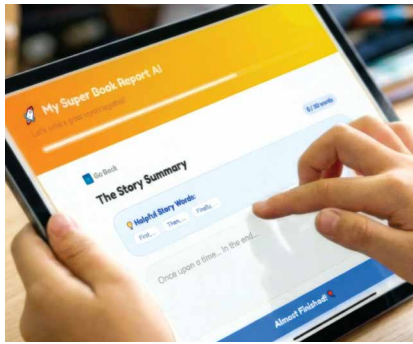 My Super Book Report AI
Let's write a great report together!
Go Back
0 / 30 words
The Story Summary
Helpful Story Words:
First, ...
Then, ...
Finally, ...
Once upon a time... In the end...
Almost Finished!